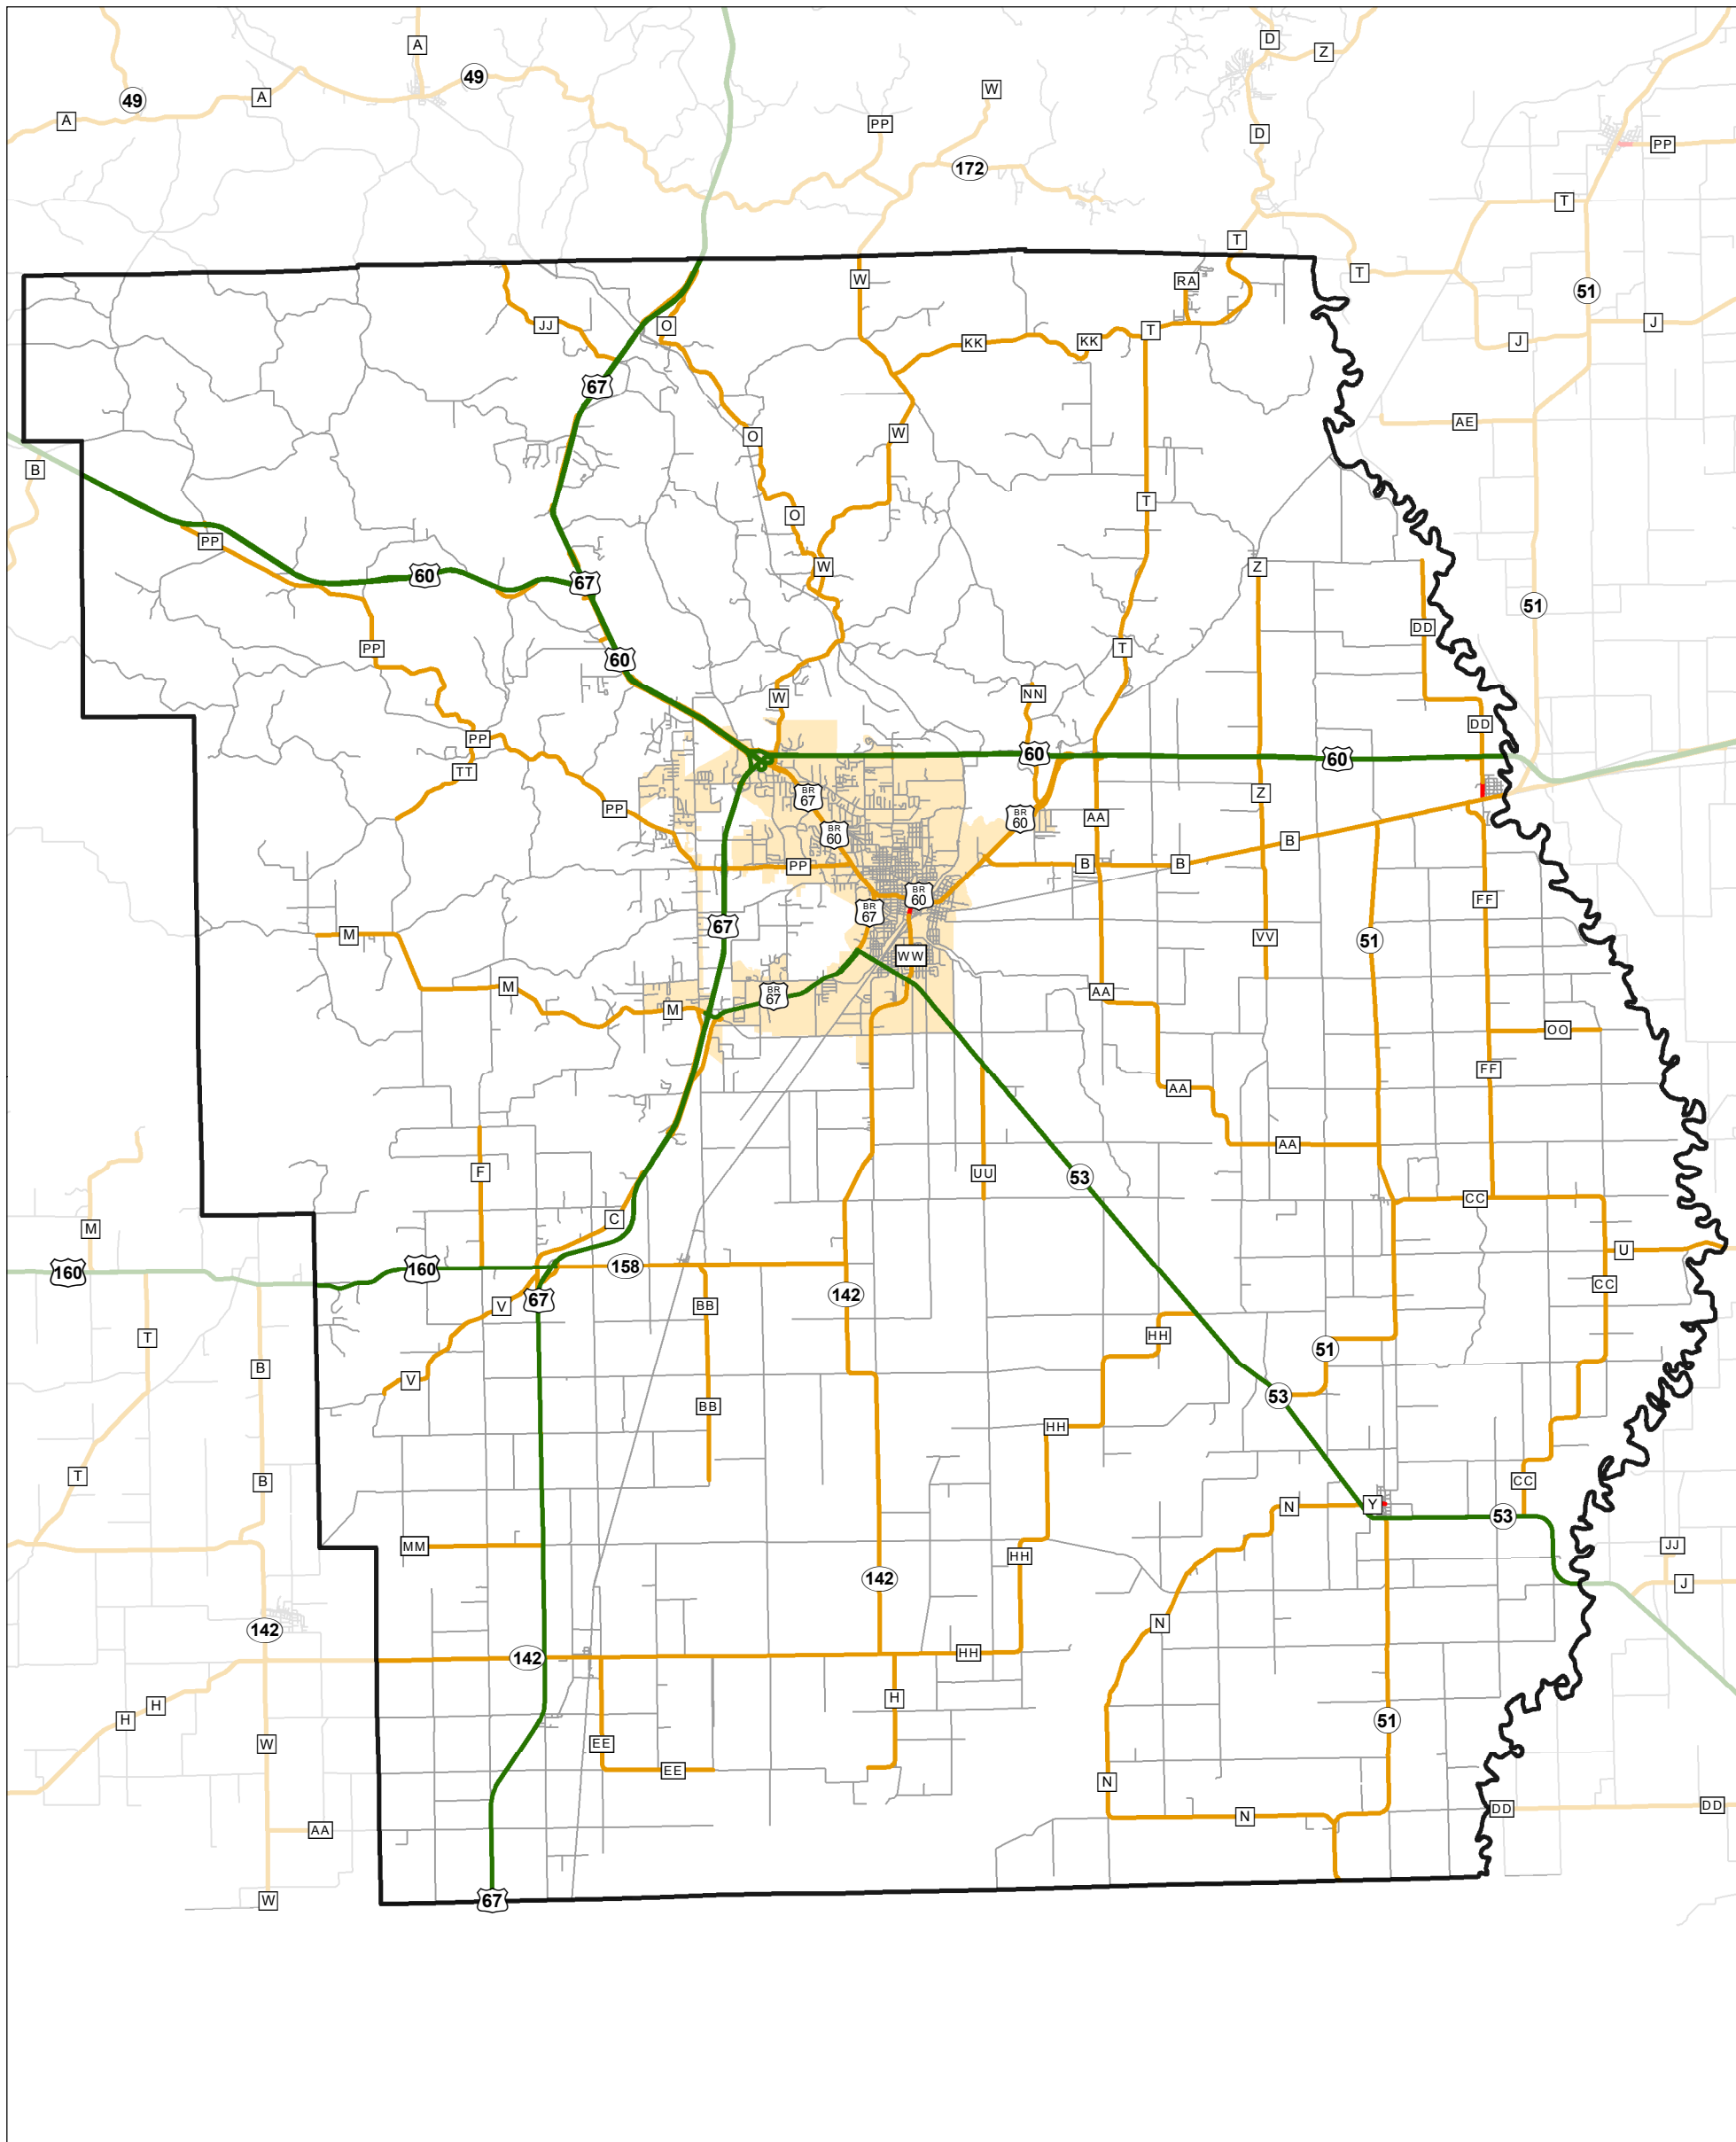 A
D
Z
49
A
49
W
A
PP
D
PP
172
T
T
T
W
RA
51
JJ
O
T
J
KK
KK
J
67
AE
O
W
B
T
O
PP
W
Z
60
67
51
DD
PP
T
60
NN
W
DD
PP
60
60
TT
Z
BR
67
PP
BR
60
AA
BR
60
B
PP
B
B
BR
60
FF
BR
67
67
M
VV
51
WW
M
AA
BR
67
M
OO
FF
AA
AA
F
UU
53
CC
C
M
U
160
160
158
CC
142
67
V
BB
T
HH
51
B
V
53
BB
HH
T
B
CC
N
Y
53
MM
JJ
HH
142
J
N
142
HH
142
H
H
H
51
W
EE
EE
N
DD
DD
N
AA
W
67